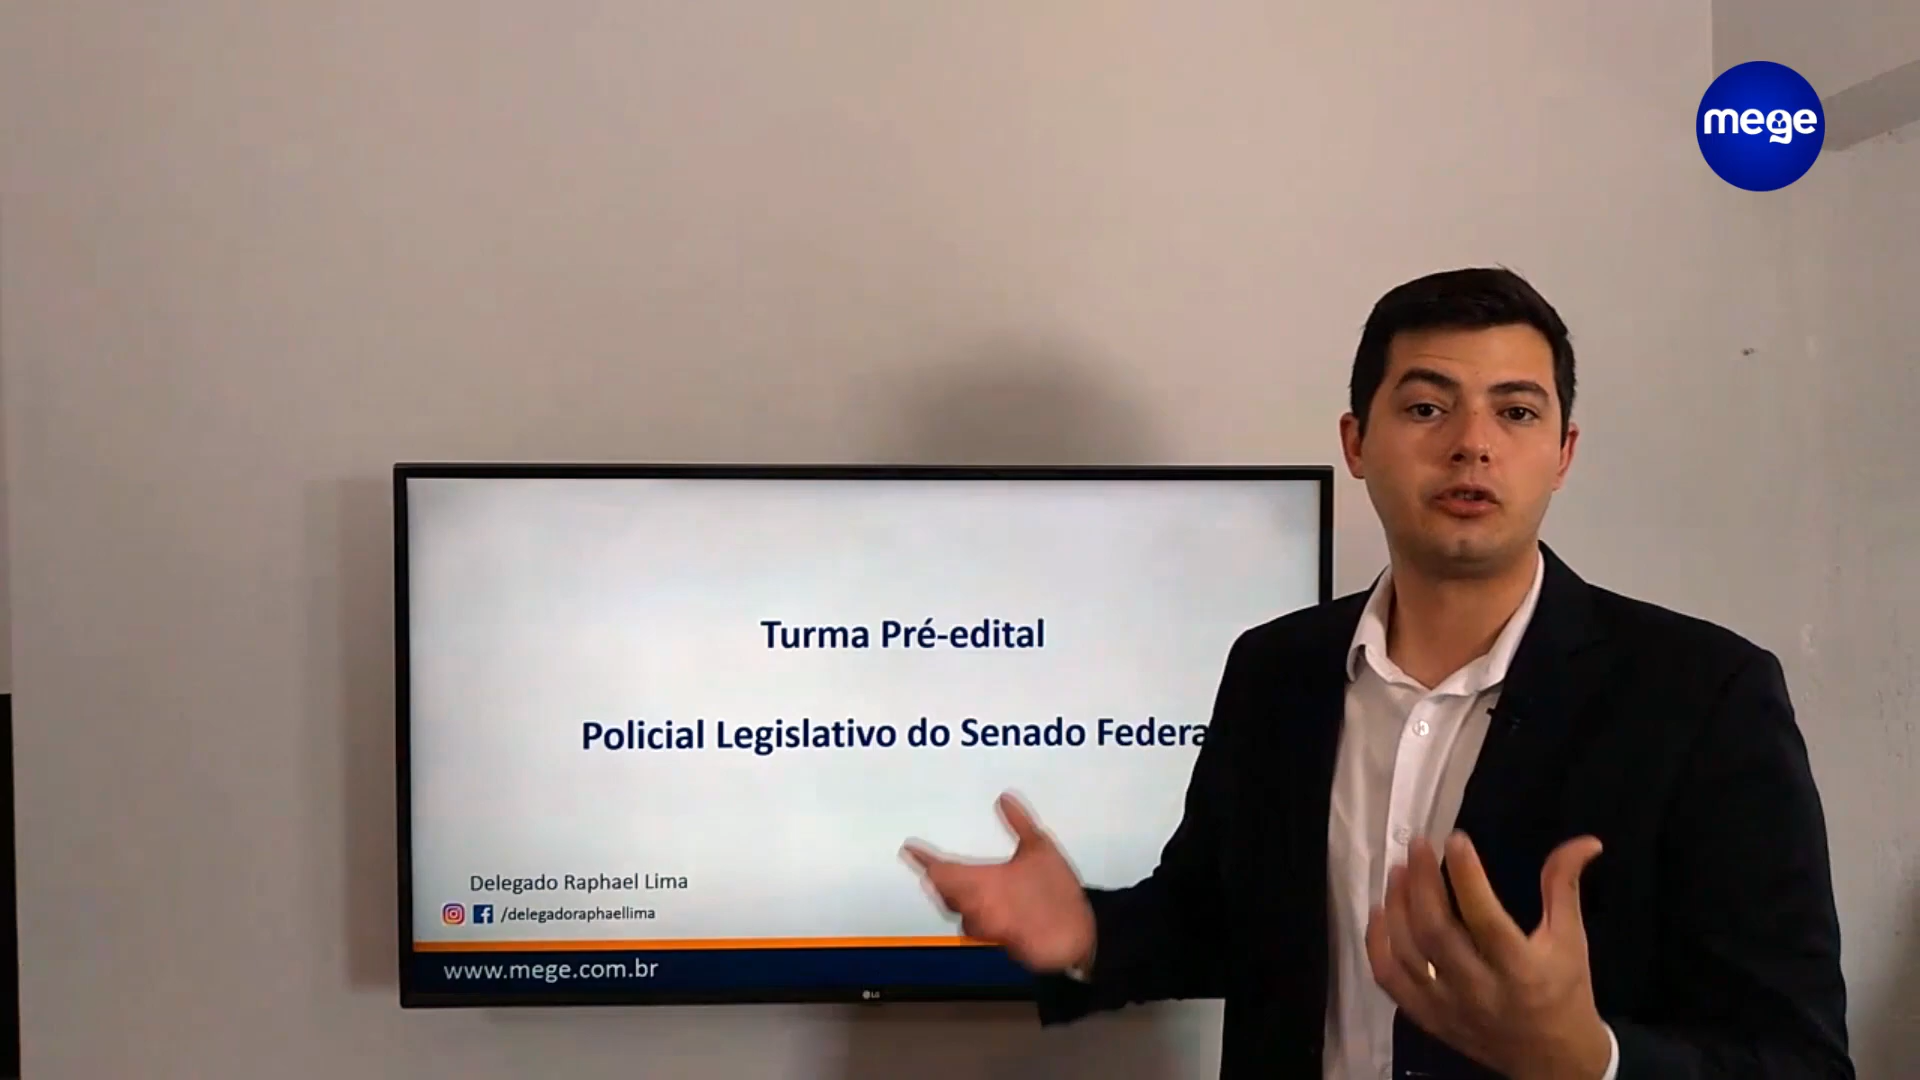 mege
Turma Pré-edital
Policial Legislativo do Senado Federa
Delegado Raphael Lima
/delegadoraphaellima
www.mege.com.br
LG